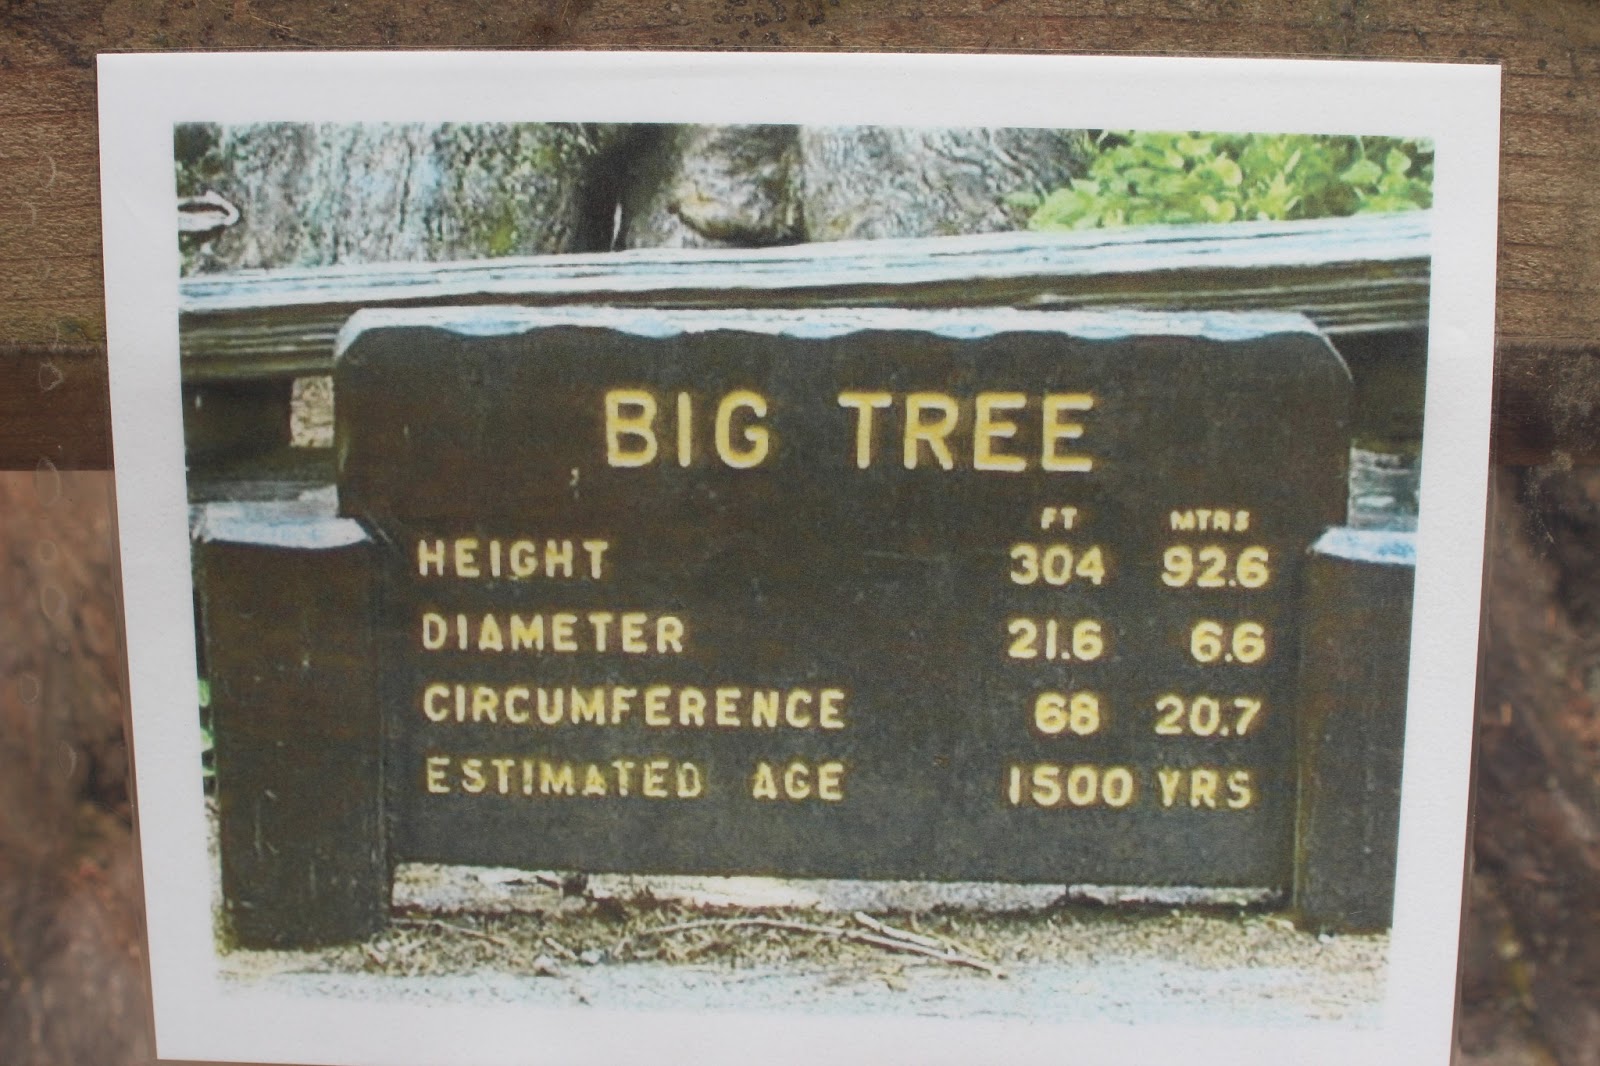 BIG TREE
FT MTRS
HEIGHT 304 92.6
DIAMETER 21.6 6.6
CIRCUMFERENCE 68 20.7
ESTIMATED AGE 1500 YRS